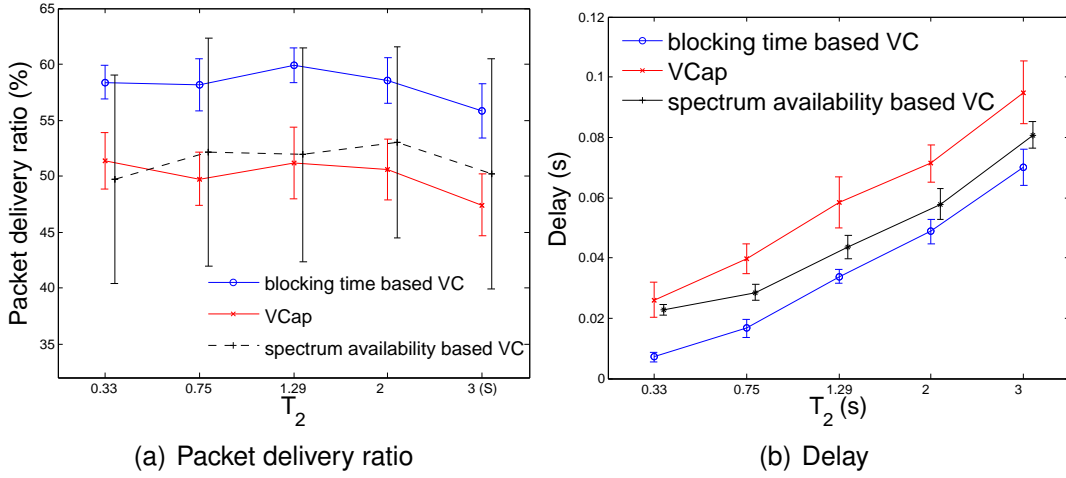 65
60
55
50
45
40
35
Packet delivery ratio (%)
blocking time based VC
VCap
spectrum availability based VC
0.33
0.75
1.29
2
3 (S)
T2
(a) Packet delivery ratio
0.12
0.1
0.08
0.06
0.04
0.02
0
Delay (s)
blocking time based VC
VCap
spectrum availability based VC
0.33
0.75
1.29
2
3
T2 (s)
(b) Delay